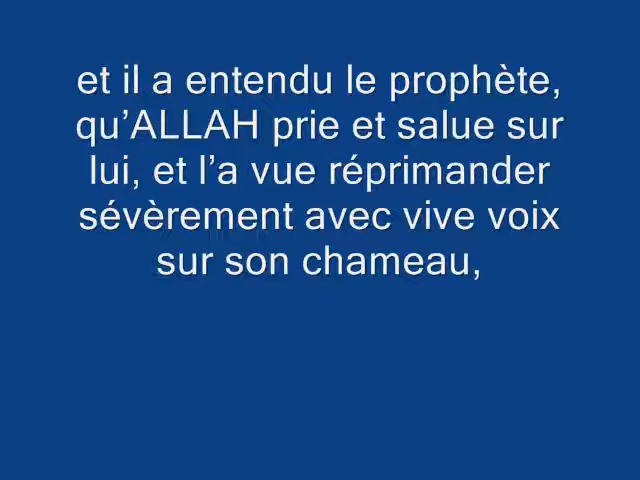 et il a entendu le prophète,
qu’ALLAH prie et salue sur
lui, et l’a vue réprimander
sévèrement avec vive voix
sur son chameau,